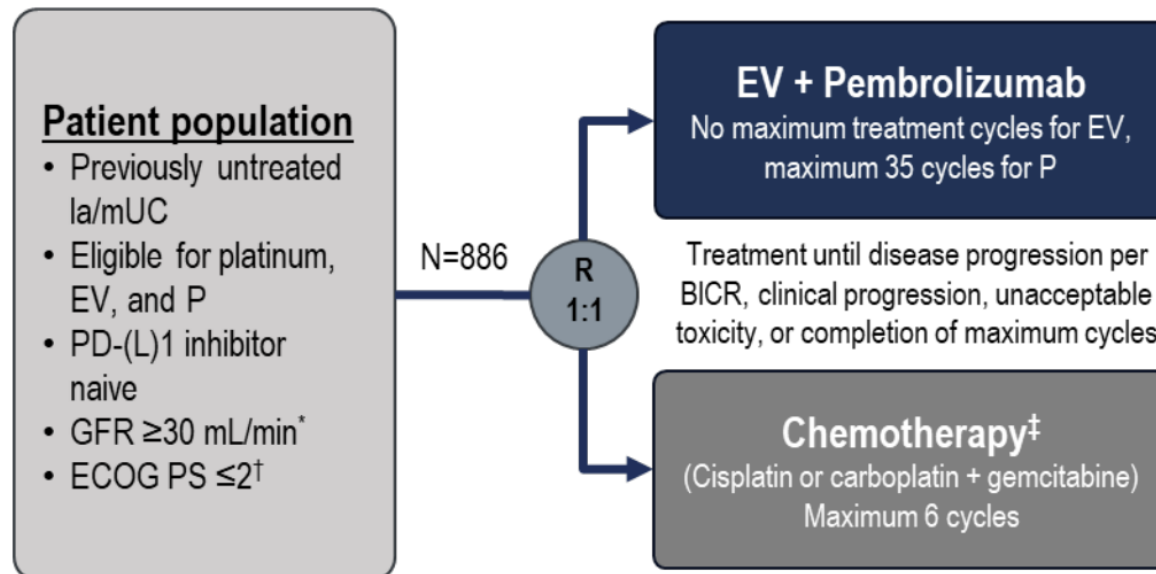 Patient population
• Previously untreated
la/mUC
• Eligible for platinum,
EV, and P
• PD-(L)1 inhibitor
naive
• GFR ≥30 mL/min*
• ECOG PS ≤2†
N=886
R
1:1
EV + Pembrolizumab
No maximum treatment cycles for EV,
maximum 35 cycles for P
Treatment until disease progression per
BICR, clinical progression, unacceptable
toxicity, or completion of maximum cycles
Chemotherapy‡
(Cisplatin or carboplatin + gemcitabine)
Maximum 6 cycles